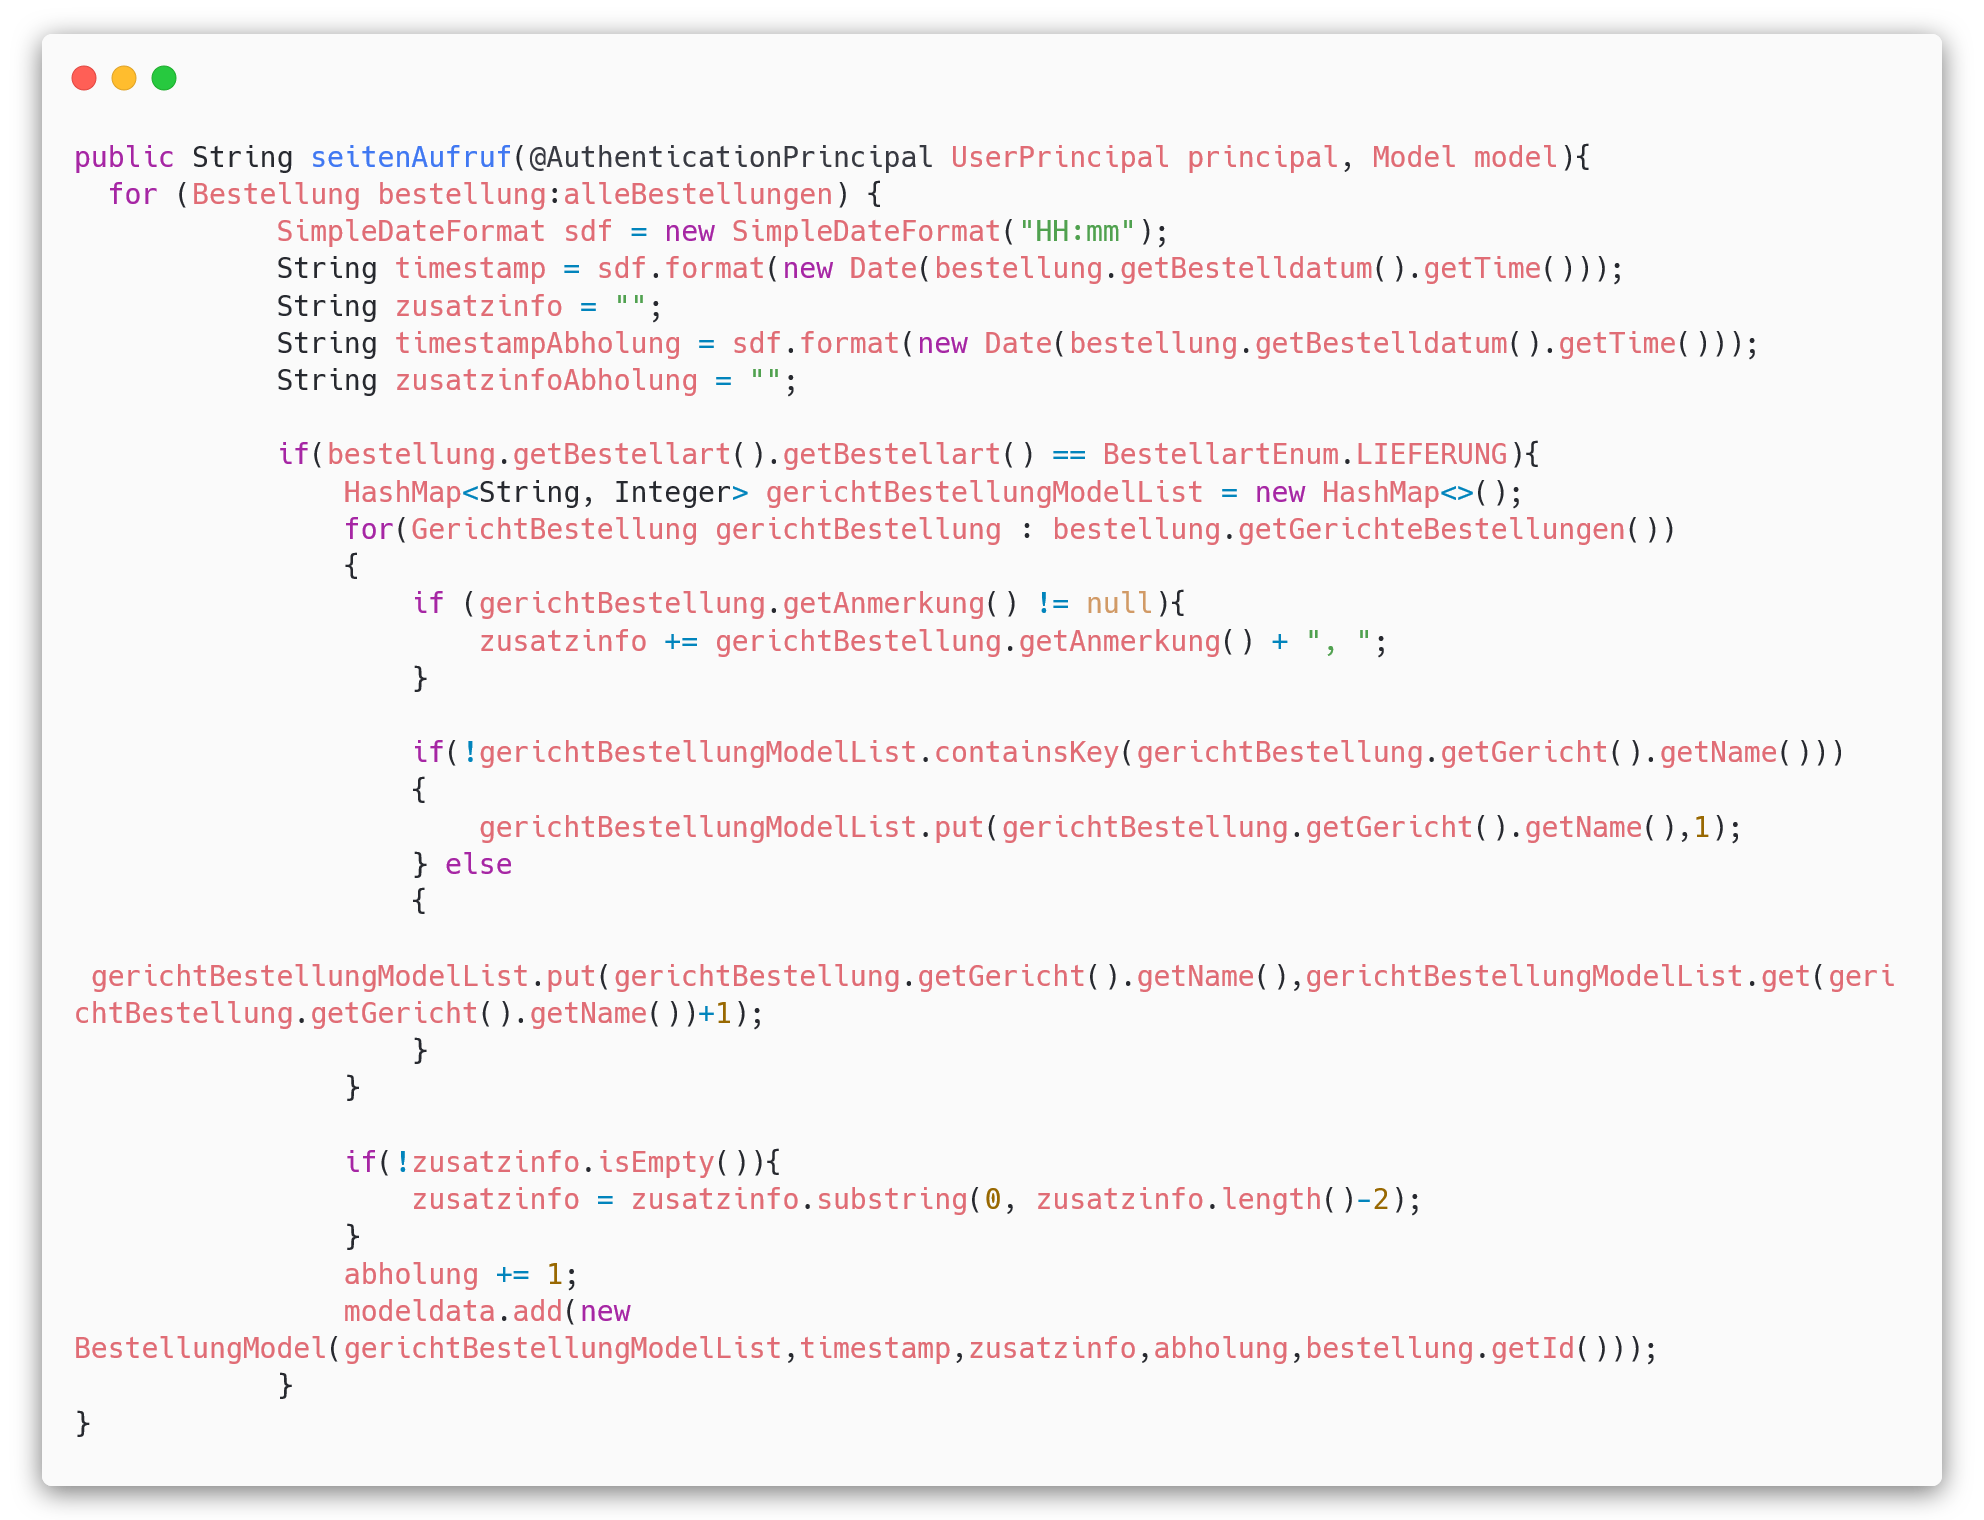 public String seitenAufruf(@AuthenticationPrincipal UserPrincipal principal, Model model){
  for (Bestellung bestellung:alleBestellungen) {
            SimpleDateFormat sdf = new SimpleDateFormat("HH:mm");
            String timestamp = sdf.format(new Date(bestellung.getBestelldatum().getTime()));
            String zusatzinfo = "";
            String timestampAbholung = sdf.format(new Date(bestellung.getBestelldatum().getTime()));
            String zusatzinfoAbholung = "";

            if(bestellung.getBestellart().getBestellart() == BestellartEnum.LIEFERUNG){
                HashMap<String, Integer> gerichtBestellungModelList = new HashMap<>();
                for(GerichtBestellung gerichtBestellung : bestellung.getGerichteBestellungen())
                {
                    if (gerichtBestellung.getAnmerkung() != null){
                        zusatzinfo += gerichtBestellung.getAnmerkung() + ", ";
                    }

                    if(!gerichtBestellungModelList.containsKey(gerichtBestellung.getGericht().getName()))
                    {
                        gerichtBestellungModelList.put(gerichtBestellung.getGericht().getName(),1);
                    } else
                    {

 gerichtBestellungModelList.put(gerichtBestellung.getGericht().getName(),gerichtBestellungModelList.get(geri
chtBestellung.getGericht().getName())+1);
                    }
                }

                if(!zusatzinfo.isEmpty()){
                    zusatzinfo = zusatzinfo.substring(0, zusatzinfo.length()-2);
                }
                abholung += 1;
                modeldata.add(new
BestellungModel(gerichtBestellungModelList,timestamp,zusatzinfo,abholung,bestellung.getId()));
            }
}